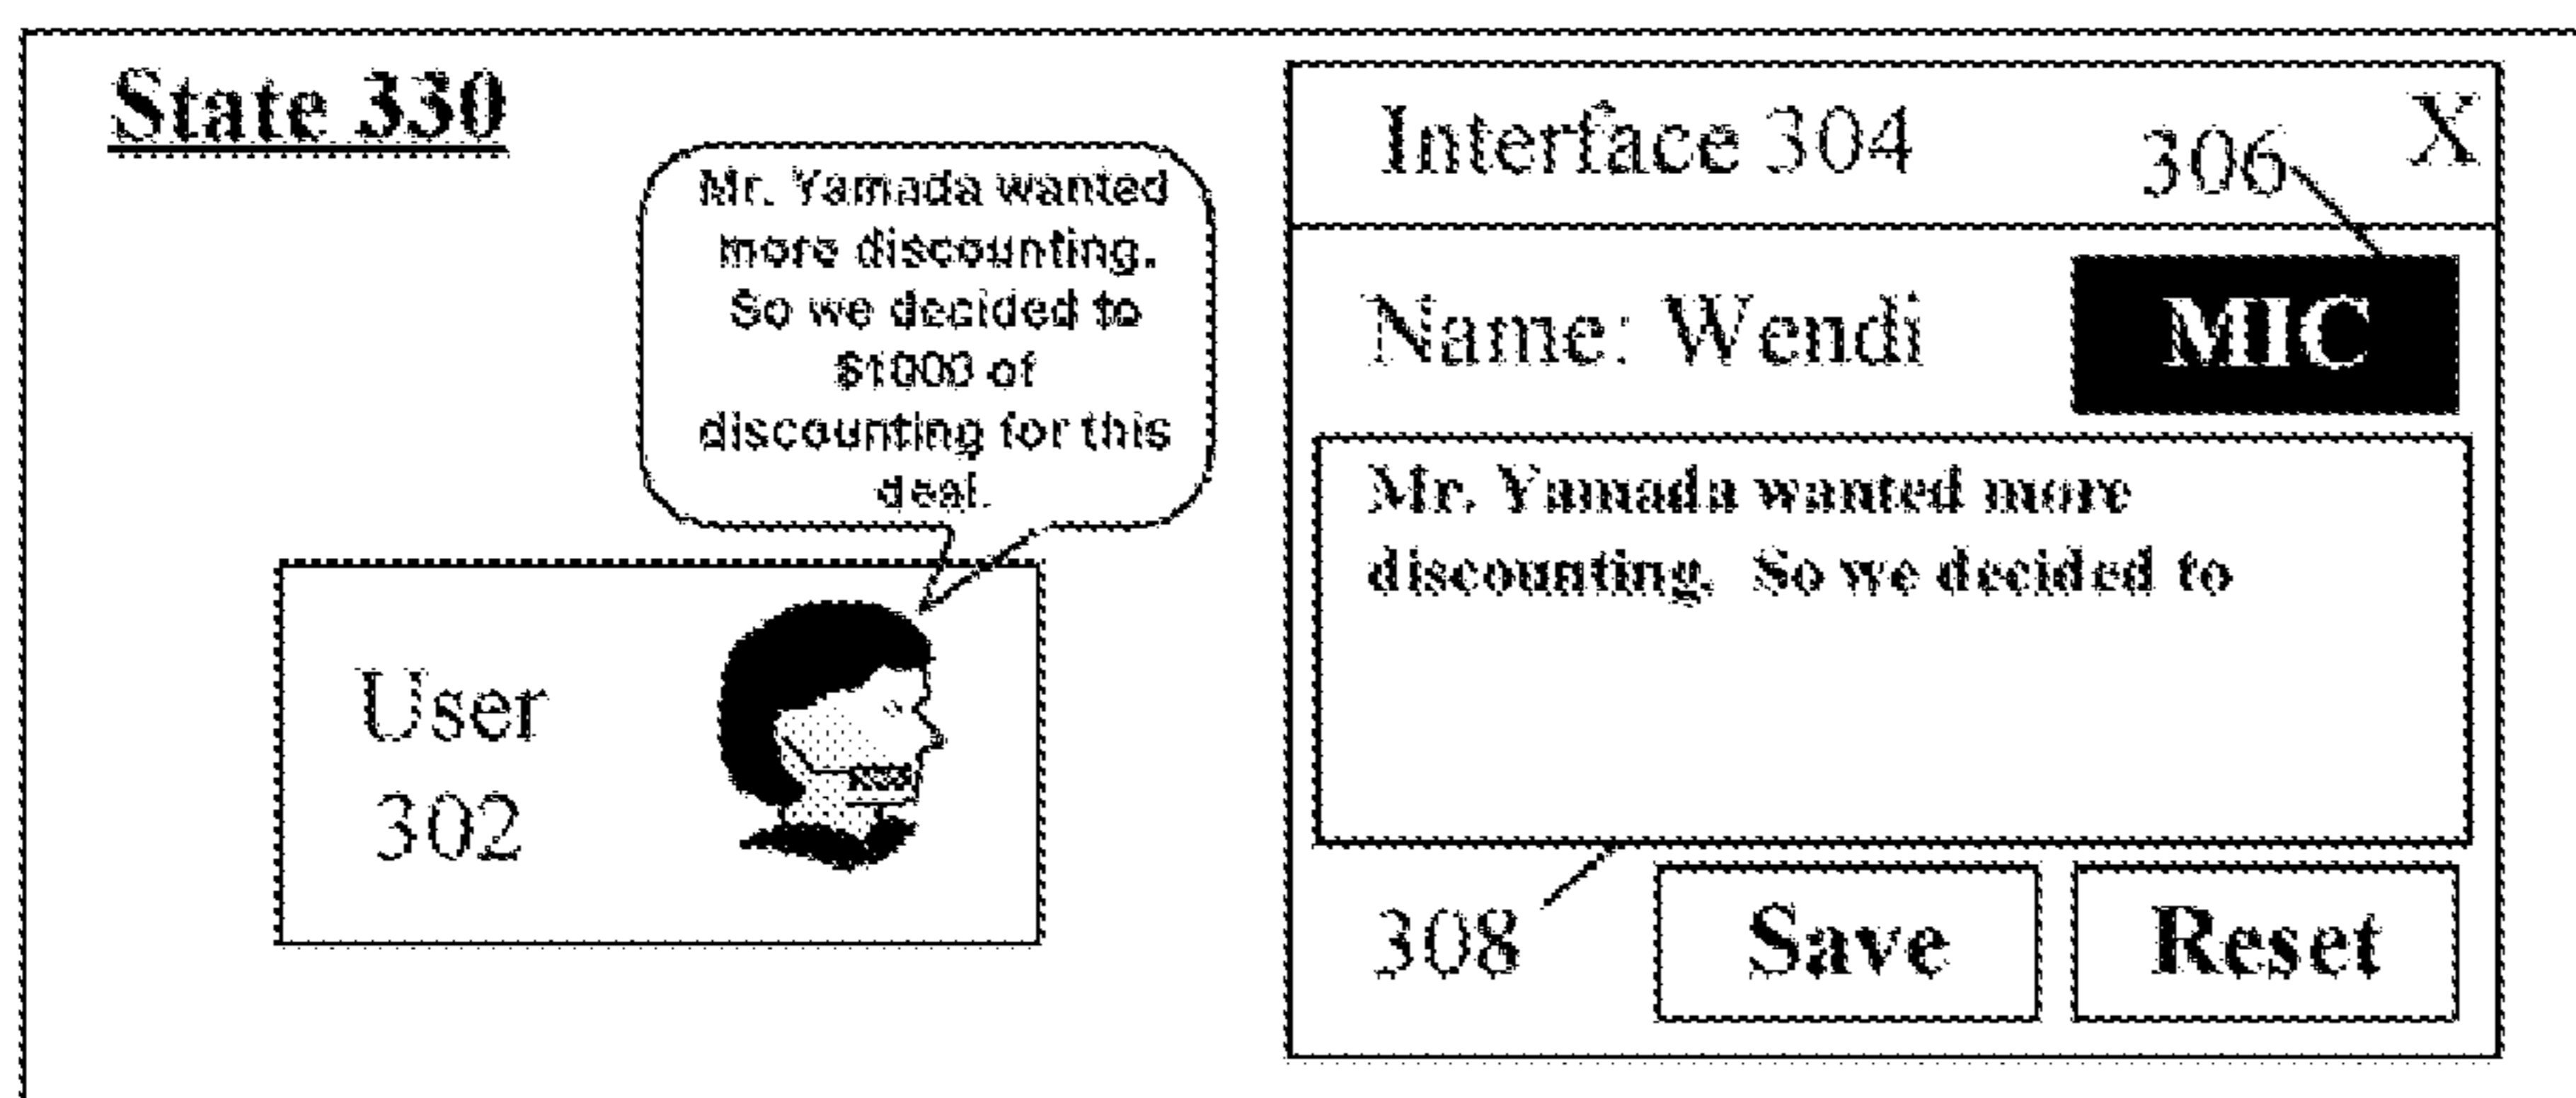 State 330
Mr. Yamada wanted
more discounting.
So we decided to
$1000 of
discounting for this
deal.
User
302
Interface 304
306
X
Name: Wendi
MIC
Mr. Yamada wanted more
discounting.  So we decided to
308
Save
Reset